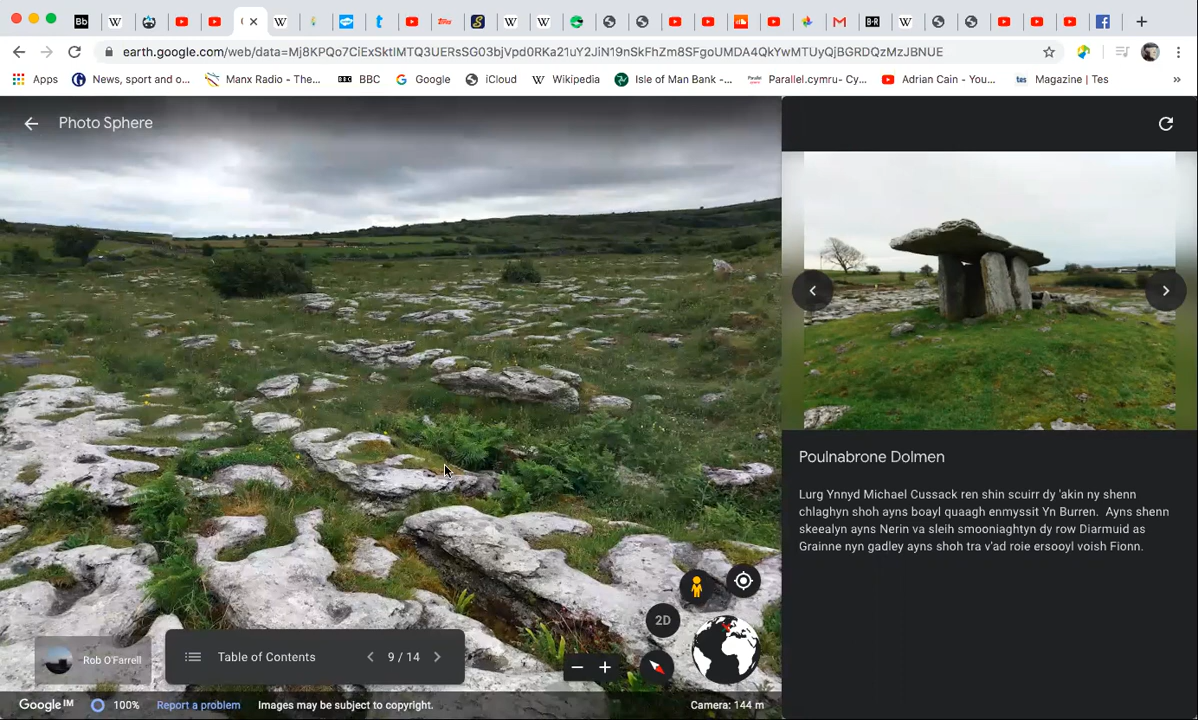 earth.google.com/web/data=Mj8KPQo7CiExSktlMTQ3UERsSG03bjVpd0RKa21uY2JiN19nSkFhZm8SFgoUMDA4QkYwMTUyQjBGRDQzMzJBNUE
Apps News, sport and o... Manx Radio - The... BBC Google iCloud Wikipedia Isle of Man Bank -... Parallel.cymru- Cy... Adrian Cain - You... Magazine | Tes »
Photo Sphere
Poulnabrone Dolmen
Lurg Ynnyd Michael Cussack ren shin scuirr dy 'akin ny shenn
chlaghyn shoh ayns boayl quaagh enmyssit Yn Burren. Ayns shenn
skeealyn ayns Nerin va sleih smooniaghtyn dy row Diarmuid as
Grainne nyn gadley ayns shoh tra v'ad roie ersooyl voish Fionn.
2D
Rob O'Farrell
Table of Contents
9 / 14
Google
100%
Report a problem
Images may be subject to copyright.
Camera: 144 m